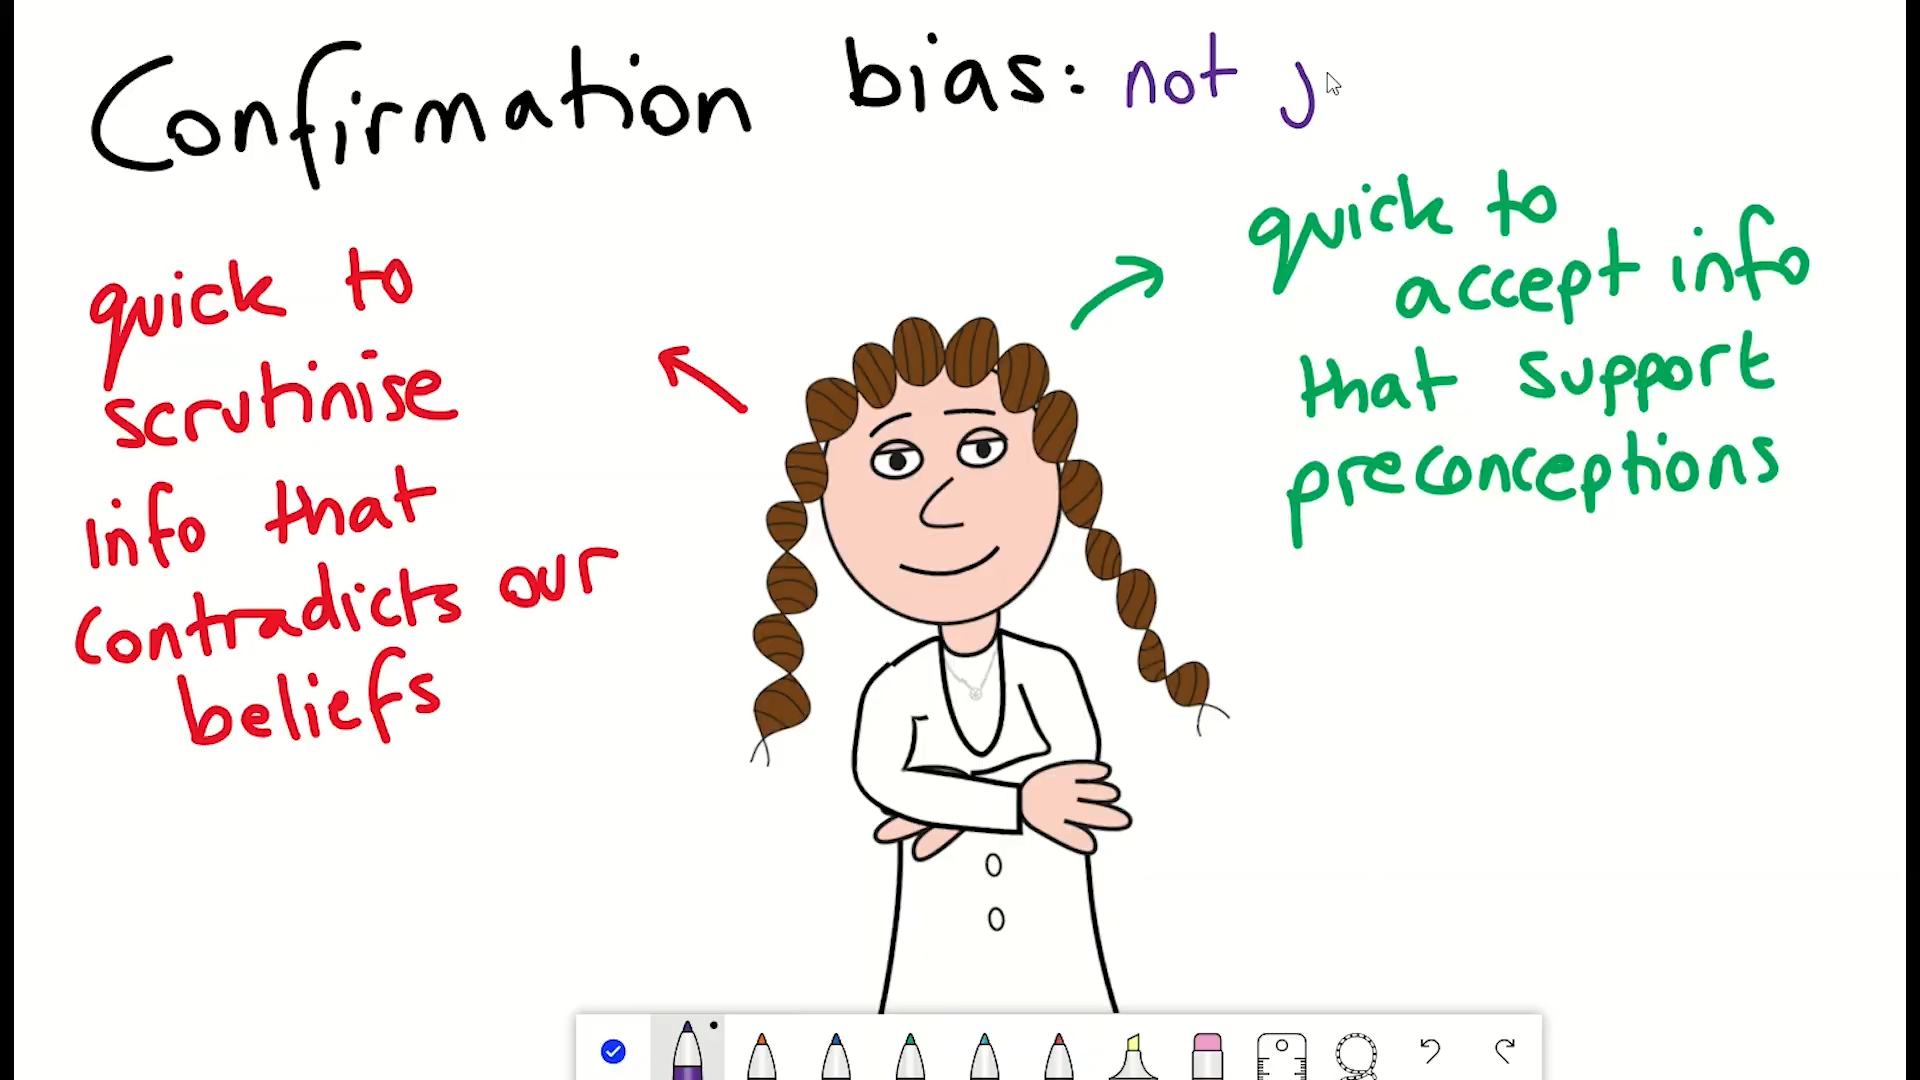 Confirmation bias: not j
quick to
scrutinise
info that
contradicts our
beliefs
quick to
accept info
that support
preconceptions